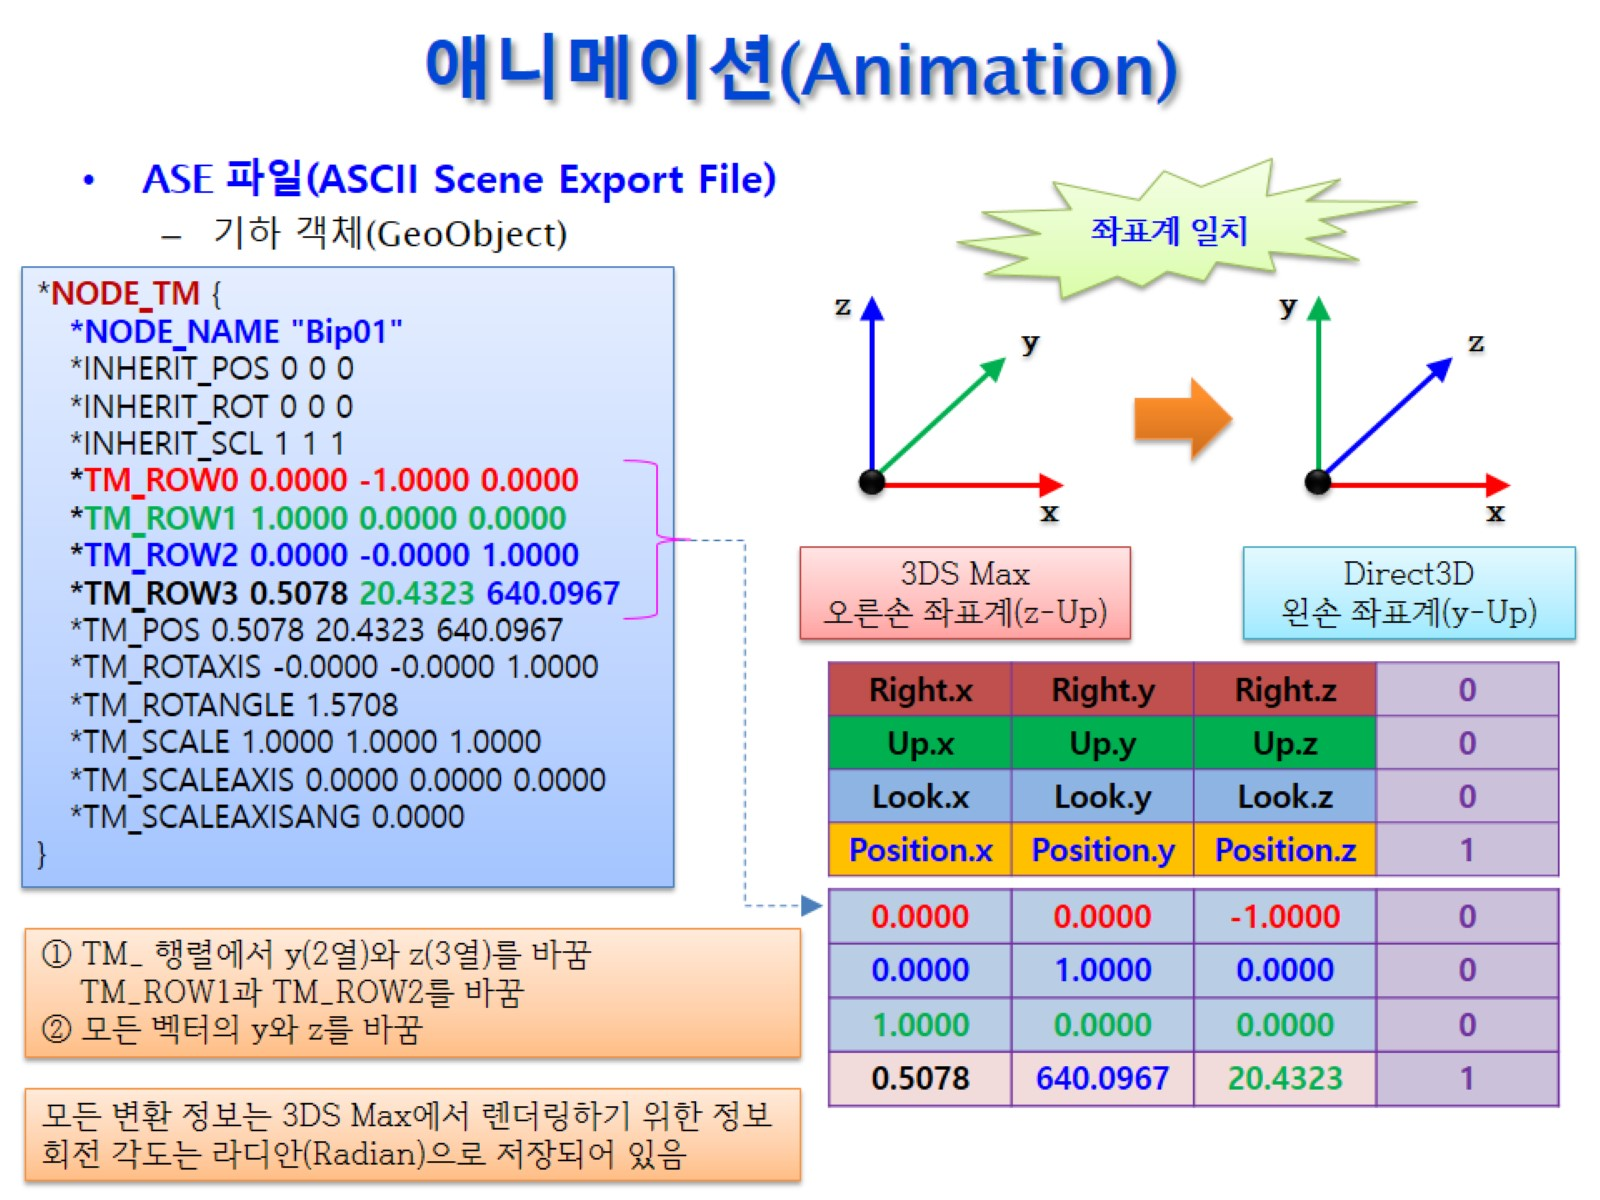 애니메이션(Animation)
• ASE 파일(ASCII Scene Export File)
– 기하 객체(GeoObject)
*NODE_TM {
*NODE_NAME "Bip01"
*INHERIT_POS 0 0 0
*INHERIT_ROT 0 0 0
*INHERIT_SCL 1 1 1
*TM_ROW0 0.0000 -1.0000 0.0000
*TM_ROW1 1.0000 0.0000 0.0000
*TM_ROW2 0.0000 -0.0000 1.0000
*TM_ROW3 0.5078 20.4323 640.0967
*TM_POS 0.5078 20.4323 640.0967
*TM_ROTAXIS -0.0000 -0.0000 1.0000
*TM_ROTANGLE 1.5708
*TM_SCALE 1.0000 1.0000 1.0000
*TM_SCALEAXIS 0.0000 0.0000 0.0000
*TM_SCALEAXISANG 0.0000
}
① TM_ 행렬에서 y(2열)와 z(3열)를 바꿈
TM_ROW1과 TM_ROW2를 바꿈
② 모든 벡터의 y와 z를 바꿈
모든 변환 정보는 3DS Max에서 렌더링하기 위한 정보
회전 각도는 라디안(Radian)으로 저장되어 있음
좌표계 일치
z
y
x
y
z
x
3DS Max
오른손 좌표계(z-Up)
Direct3D
왼손 좌표계(y-Up)
Right.x Right.y Right.z 0
Up.x Up.y Up.z 0
Look.x Look.y Look.z 0
Position.x Position.y Position.z 1
0.0000 0.0000 -1.0000 0
0.0000 1.0000 0.0000 0
1.0000 0.0000 0.0000 0
0.5078 640.0967 20.4323 1